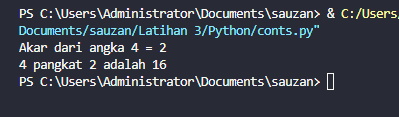 PS C:\Users\Administrator\Documents\sauzan> & C:/Users/
Documents/sauzan/Latihan 3/Python/conts.py"
Akar dari angka 4 = 2
4 pangkat 2 adalah 16
PS C:\Users\Administrator\Documents\sauzan>